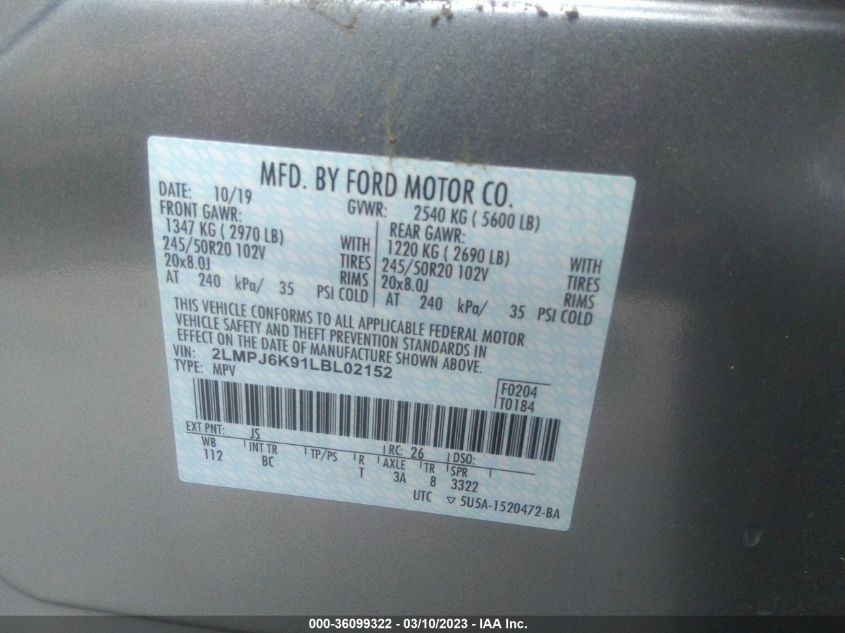 MFD. BY FORD MOTOR CO.
DATE: 10/19 GVWR: 2540 KG ( 5600 LB)
FRONT GAWR: REAR GAWR:
1347 KG ( 2970 LB) WITH 1220 KG ( 2690 LB) WITH
245/50R20 102V TIRES 245/50R20 102V TIRES
20x8.0J RIMS 20x8.0J RIMS
AT 240 kPa/ 35 PSI COLD AT 240 kPa/ 35 PSI COLD
THIS VEHICLE CONFORMS TO ALL APPLICABLE FEDERAL MOTOR
VEHICLE SAFETY AND THEFT PREVENTION STANDARDS IN
EFFECT ON THE DATE OF MANUFACTURE SHOWN ABOVE.
VIN: 2LMPJ6K91LBL02152
TYPE: MPV
F0204
T0184
EXT PNT: JS RC: 26 DSO:
WB INT TR TP/PS R AXLE TR SPR
112 BC T 3A 8 3322
UTC ▽ 5U5A-1520472-BA
000-36099322 - 03/10/2023 - IAA Inc.